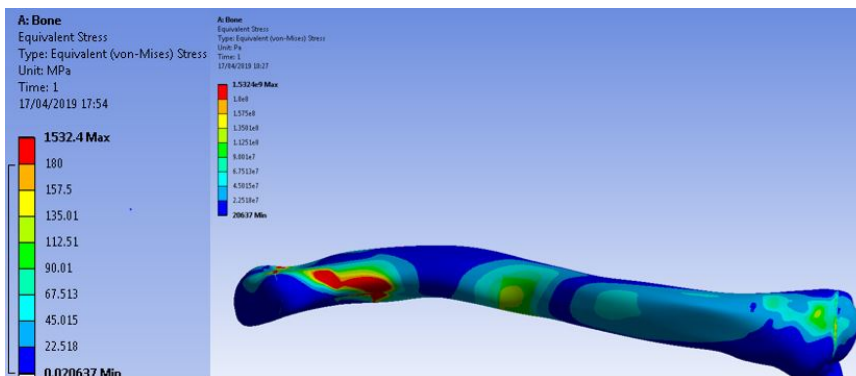 A: Bone
Equivalent Stress
Type: Equivalent (von-Mises) Stress
Unit: MPa
Time: 1
17/04/2019 17:54
1532.4 Max
180
157.5
135.01
112.51
90.01
67.513
45.015
22.518
0.020637 Min
A: Bone
Equivalent Stress
Type: Equivalent (von-Mises) Stress
Unit: Pa
Time: 1
17/04/2019 18:27
1.5324e9 Max
1.8e8
1.575e8
1.3501e8
1.1251e8
9.001e7
6.7513e7
4.5015e7
2.2518e7
20637 Min